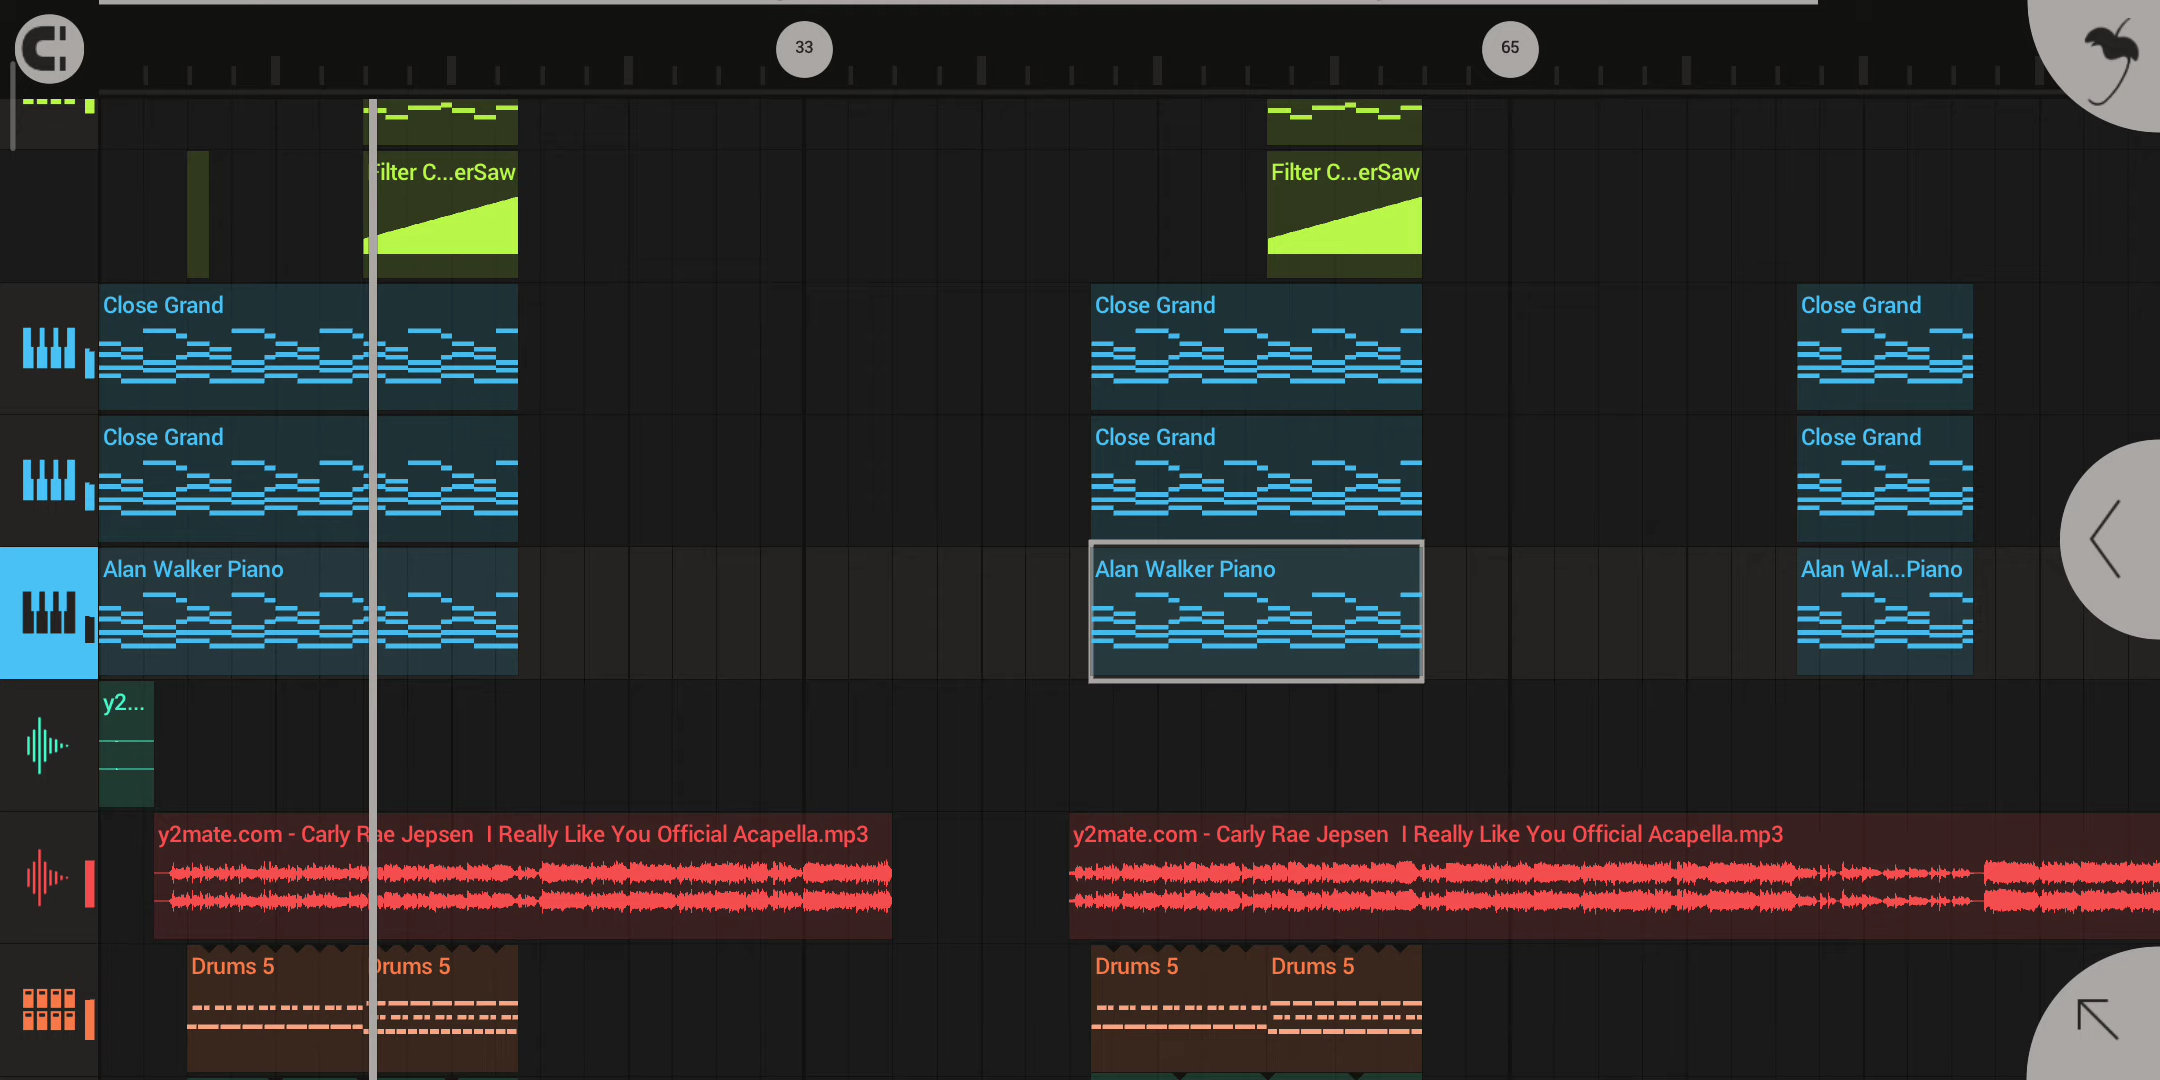 33
65
Filter C...erSaw
Filter C...erSaw
Close Grand
Close Grand
Close Grand
Close Grand
Close Grand
Close Grand
Alan Walker Piano
Alan Walker Piano
Alan Wal...Piano
y2...
y2mate.com - Carly Rae Jepsen  I Really Like You Official Acapella.mp3
y2mate.com - Carly Rae Jepsen  I Really Like You Official Acapella.mp3
Drums 5
Drums 5
Drums 5
Drums 5